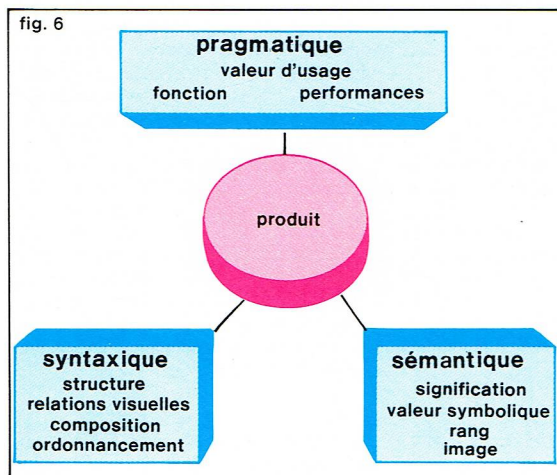 fig. 6
pragmatique
valeur d'usage
fonction performances
produit
syntaxique
structure
relations visuelles
composition
ordonnancement
sémantique
signification
valeur symbolique
rang
image